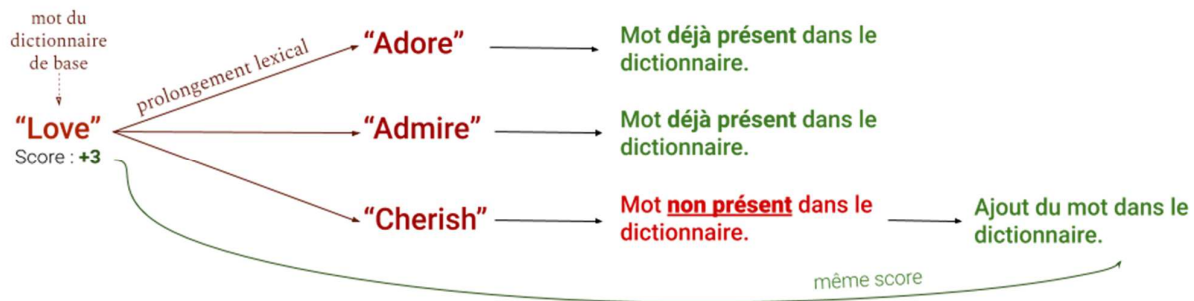 mot du
dictionnaire
de base
“Love”
Score : +3
prolongement lexical
“Adore”
Mot déjà présent dans le
dictionnaire.
“Admire”
Mot déjà présent dans le
dictionnaire.
“Cherish”
Mot non présent dans le
dictionnaire.
Ajout du mot dans le
dictionnaire.
même score